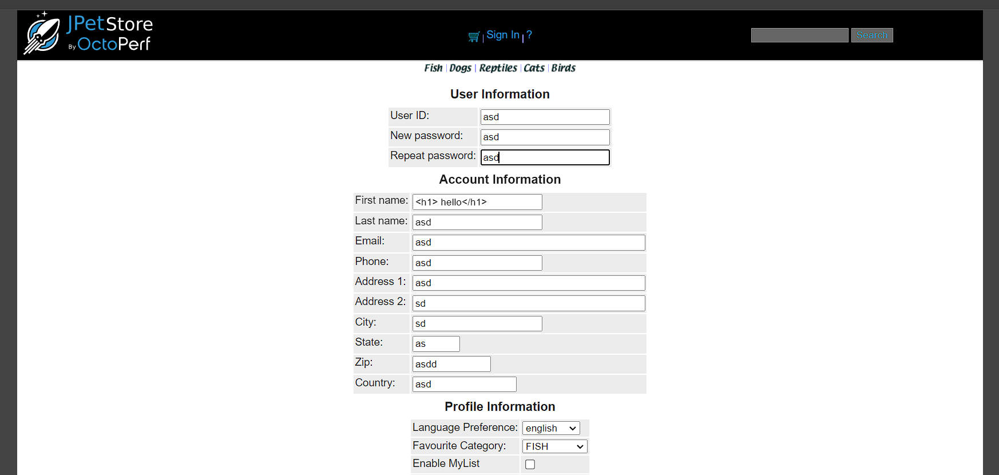 JPetStore
By OctoPerf
| Sign In | ?
Search
Fish | Dogs | Reptiles | Cats | Birds
User Information
User ID: asd
New password: asd
Repeat password: asd
Account Information
First name: <h1> hello</h1>
Last name: asd
Email: asd
Phone: asd
Address 1: asd
Address 2: sd
City: sd
State: as
Zip: asdd
Country: asd
Profile Information
Language Preference: english
Favourite Category: FISH
Enable MyList